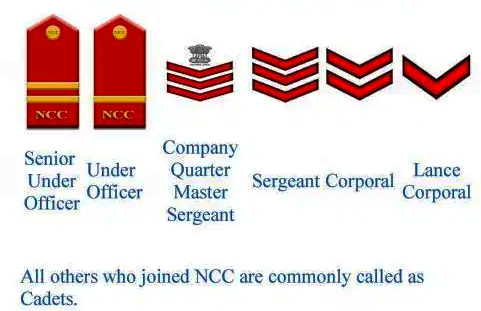 NCC
NCC
Senior
Under
Officer
Under
Officer
Company
Quarter
Master
Sergeant
Sergeant
Corporal
Lance
Corporal
All others who joined NCC are commonly called as
Cadets.